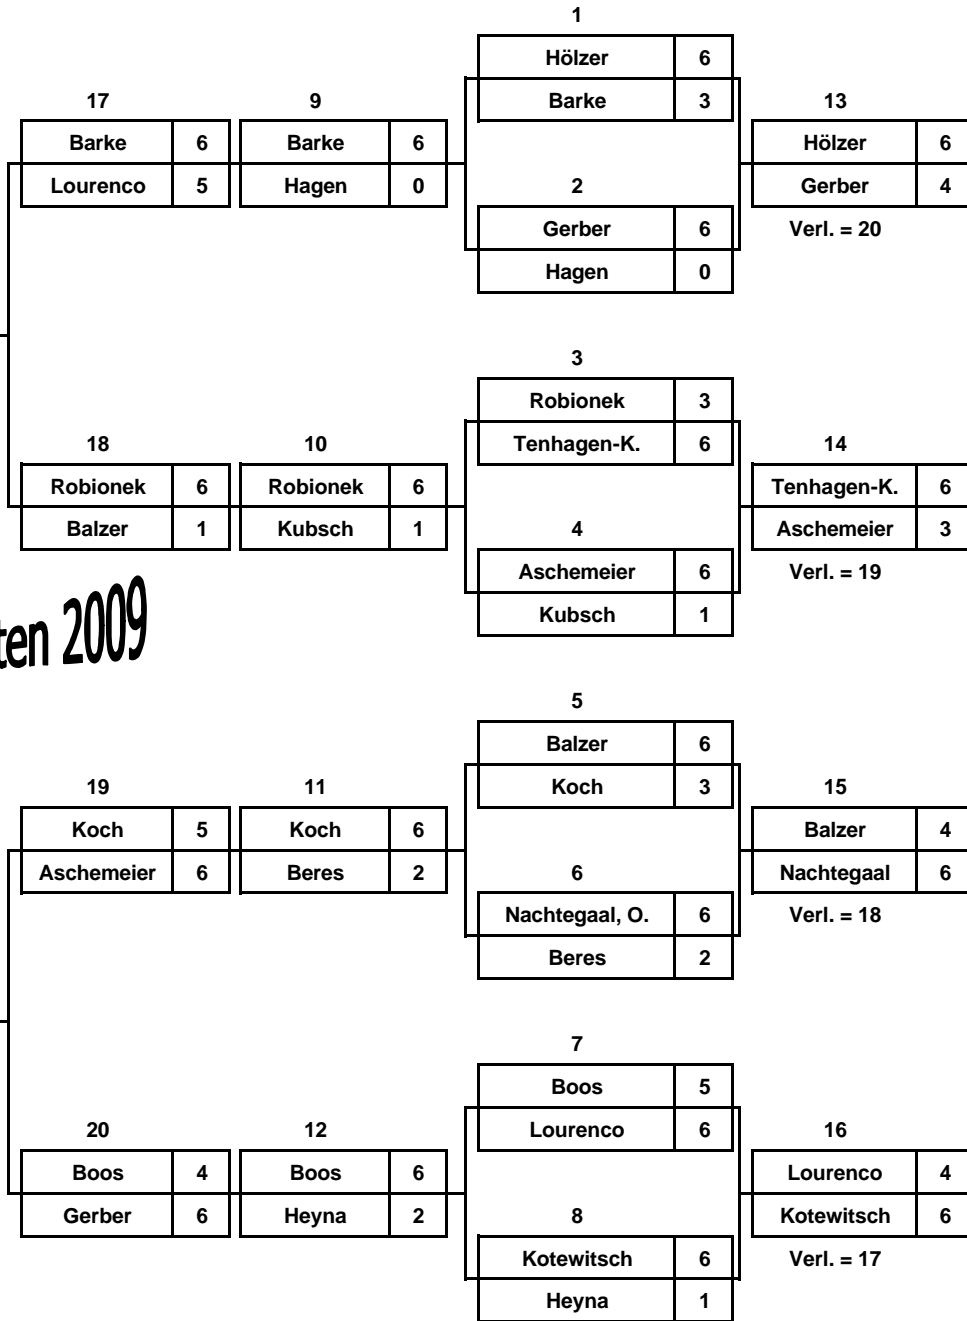 1
Hölzer 6
17 9 Barke 3 13
Barke 6 Barke 6 Hölzer 6
Lourenco 5 Hagen 0 2 Gerber 4
Gerber 6 Verl. = 20
Hagen 0
3
Robionek 3
18 10 Tenhagen-K. 6 14
Robionek 6 Robionek 6 Tenhagen-K. 6
Balzer 1 Kubsch 1 4 Aschemeier 3
Aschemeier 6 Verl. = 19
Kubsch 1
ten 2009
5
Balzer 6
19 11 Koch 3 15
Koch 5 Koch 6 Balzer 4
Aschemeier 6 Beres 2 6 Nachtegaal 6
Nachtegaal, O. 6 Verl. = 18
Beres 2
7
Boos 5
20 12 Lourenco 6 16
Boos 4 Boos 6 Lourenco 4
Gerber 6 Heyna 2 8 Kotewitsch 6
Kotewitsch 6 Verl. = 17
Heyna 1